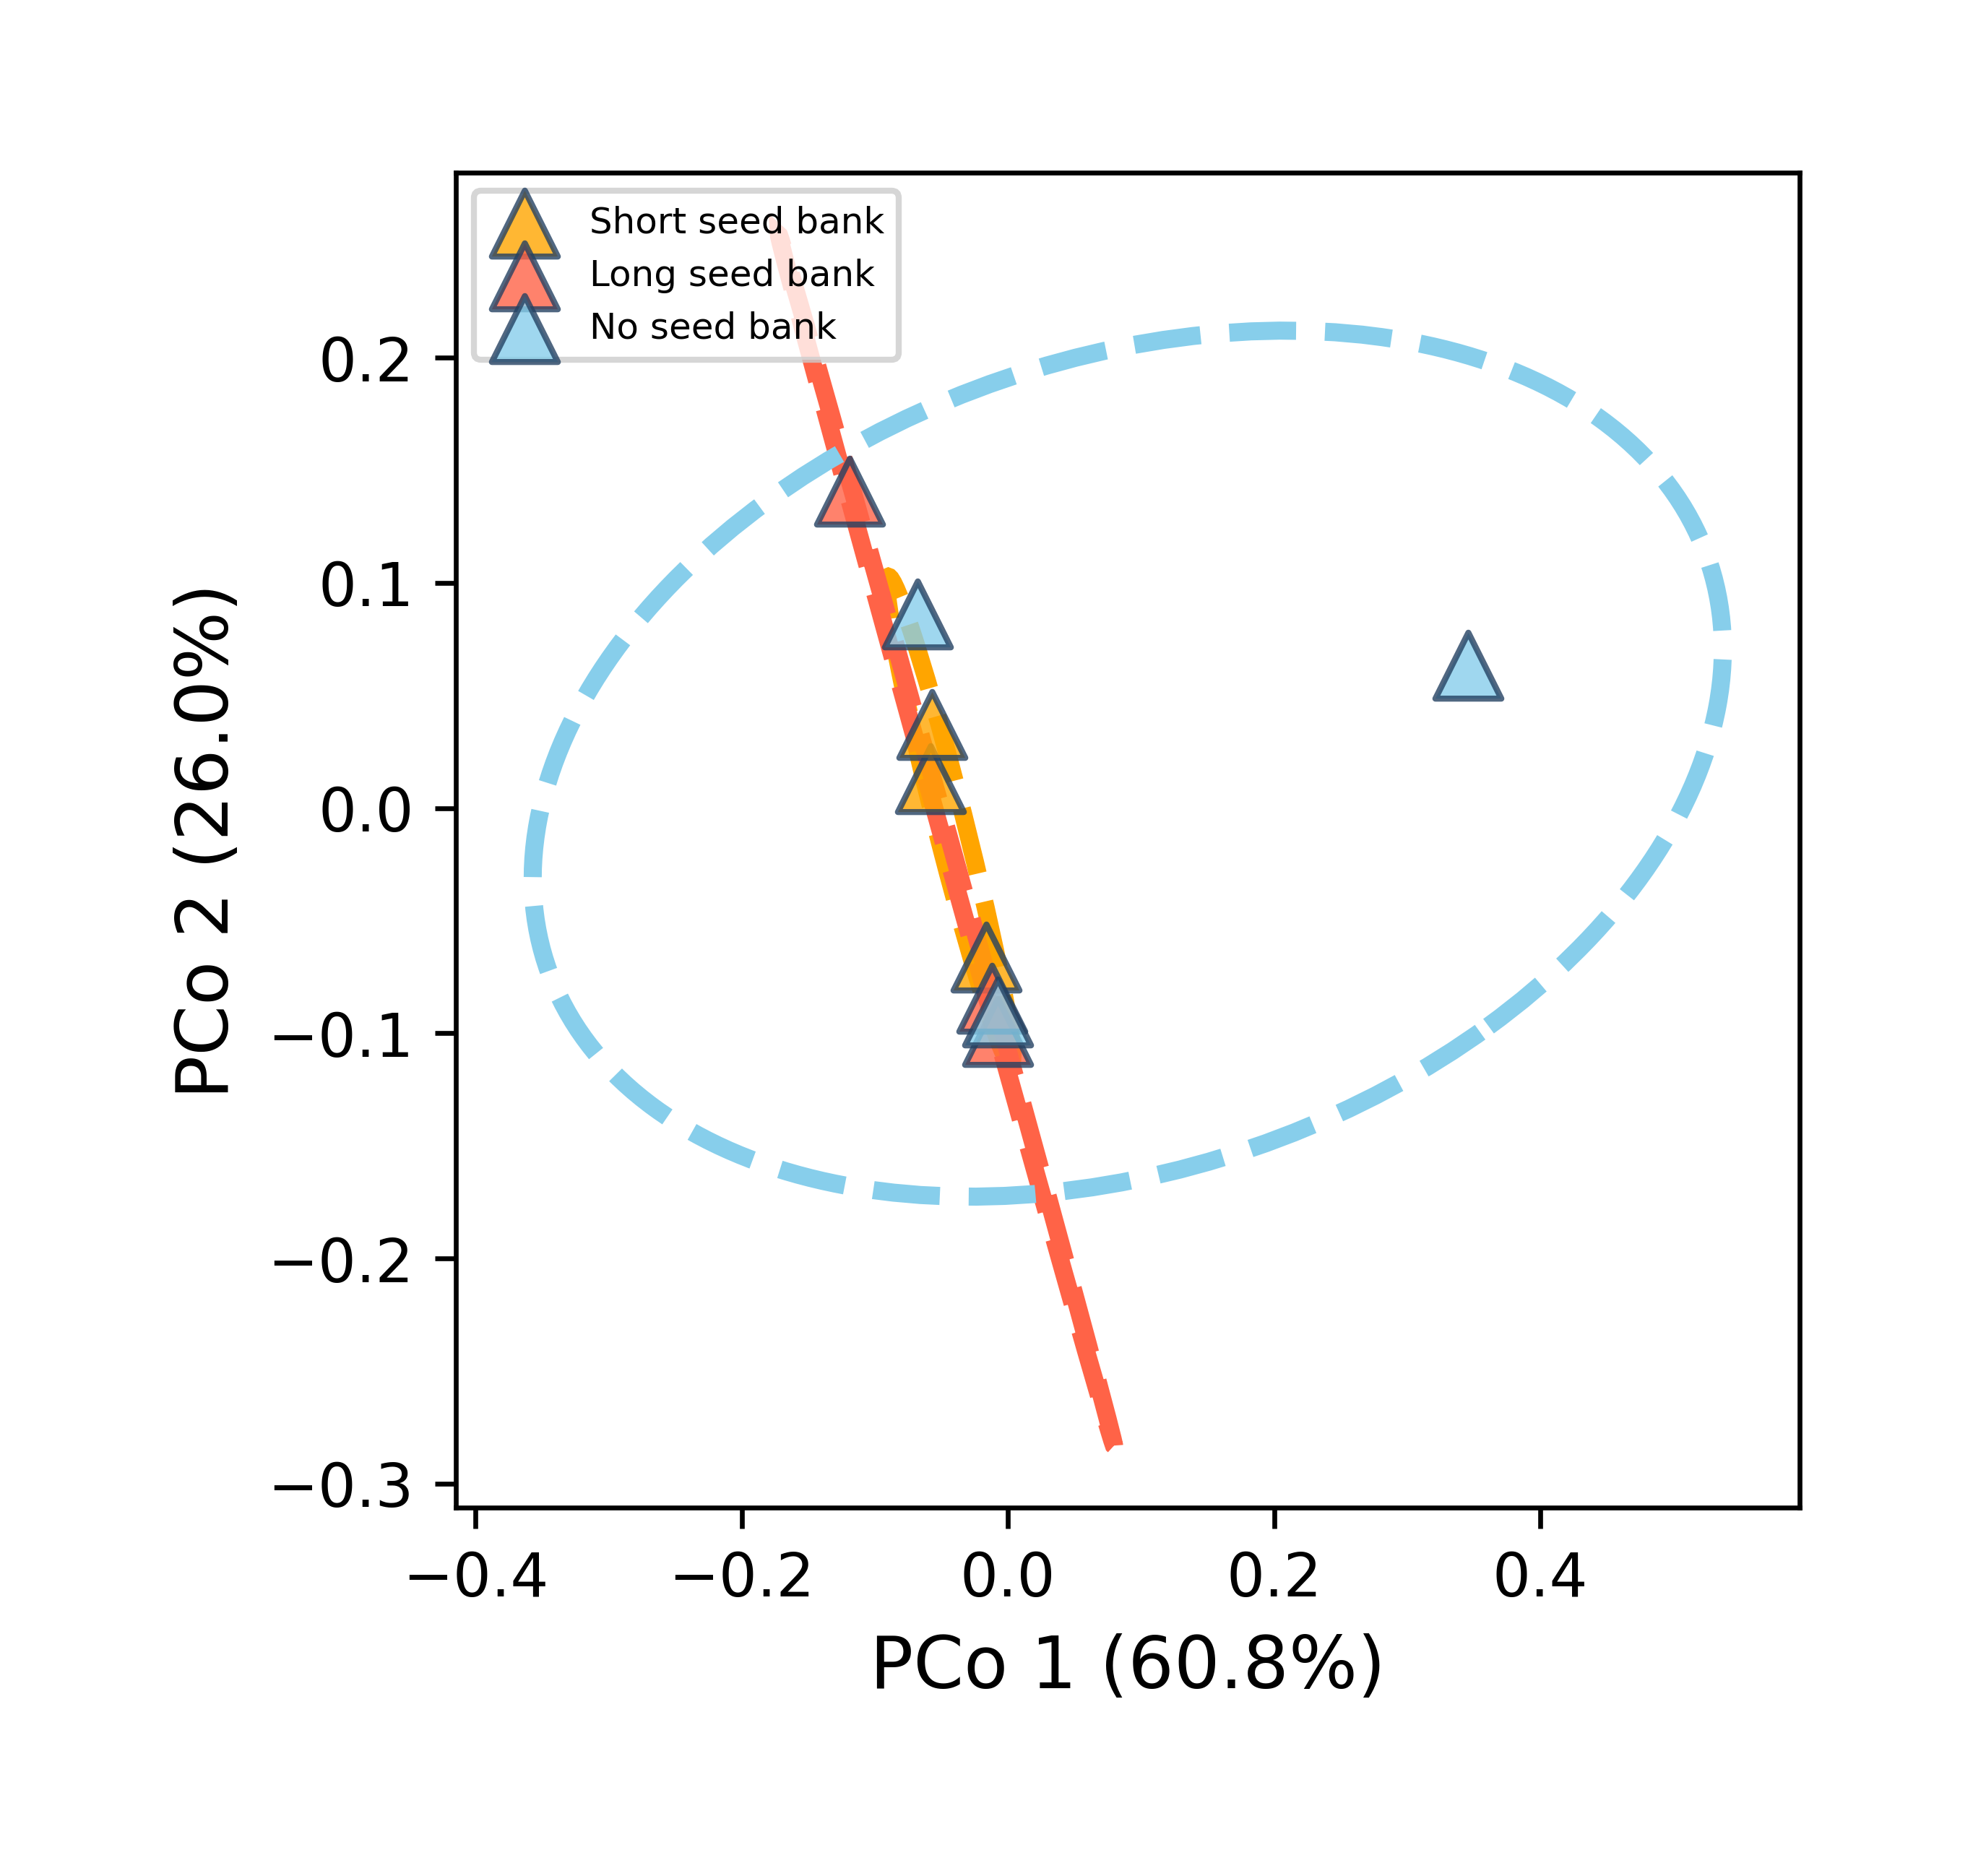 Short seed bank
Long seed bank
No seed bank
0.2
0.1
0.0
−0.1
−0.2
−0.3
PCo 2 (26.0%)
−0.4 −0.2 0.0 0.2 0.4
PCo 1 (60.8%)